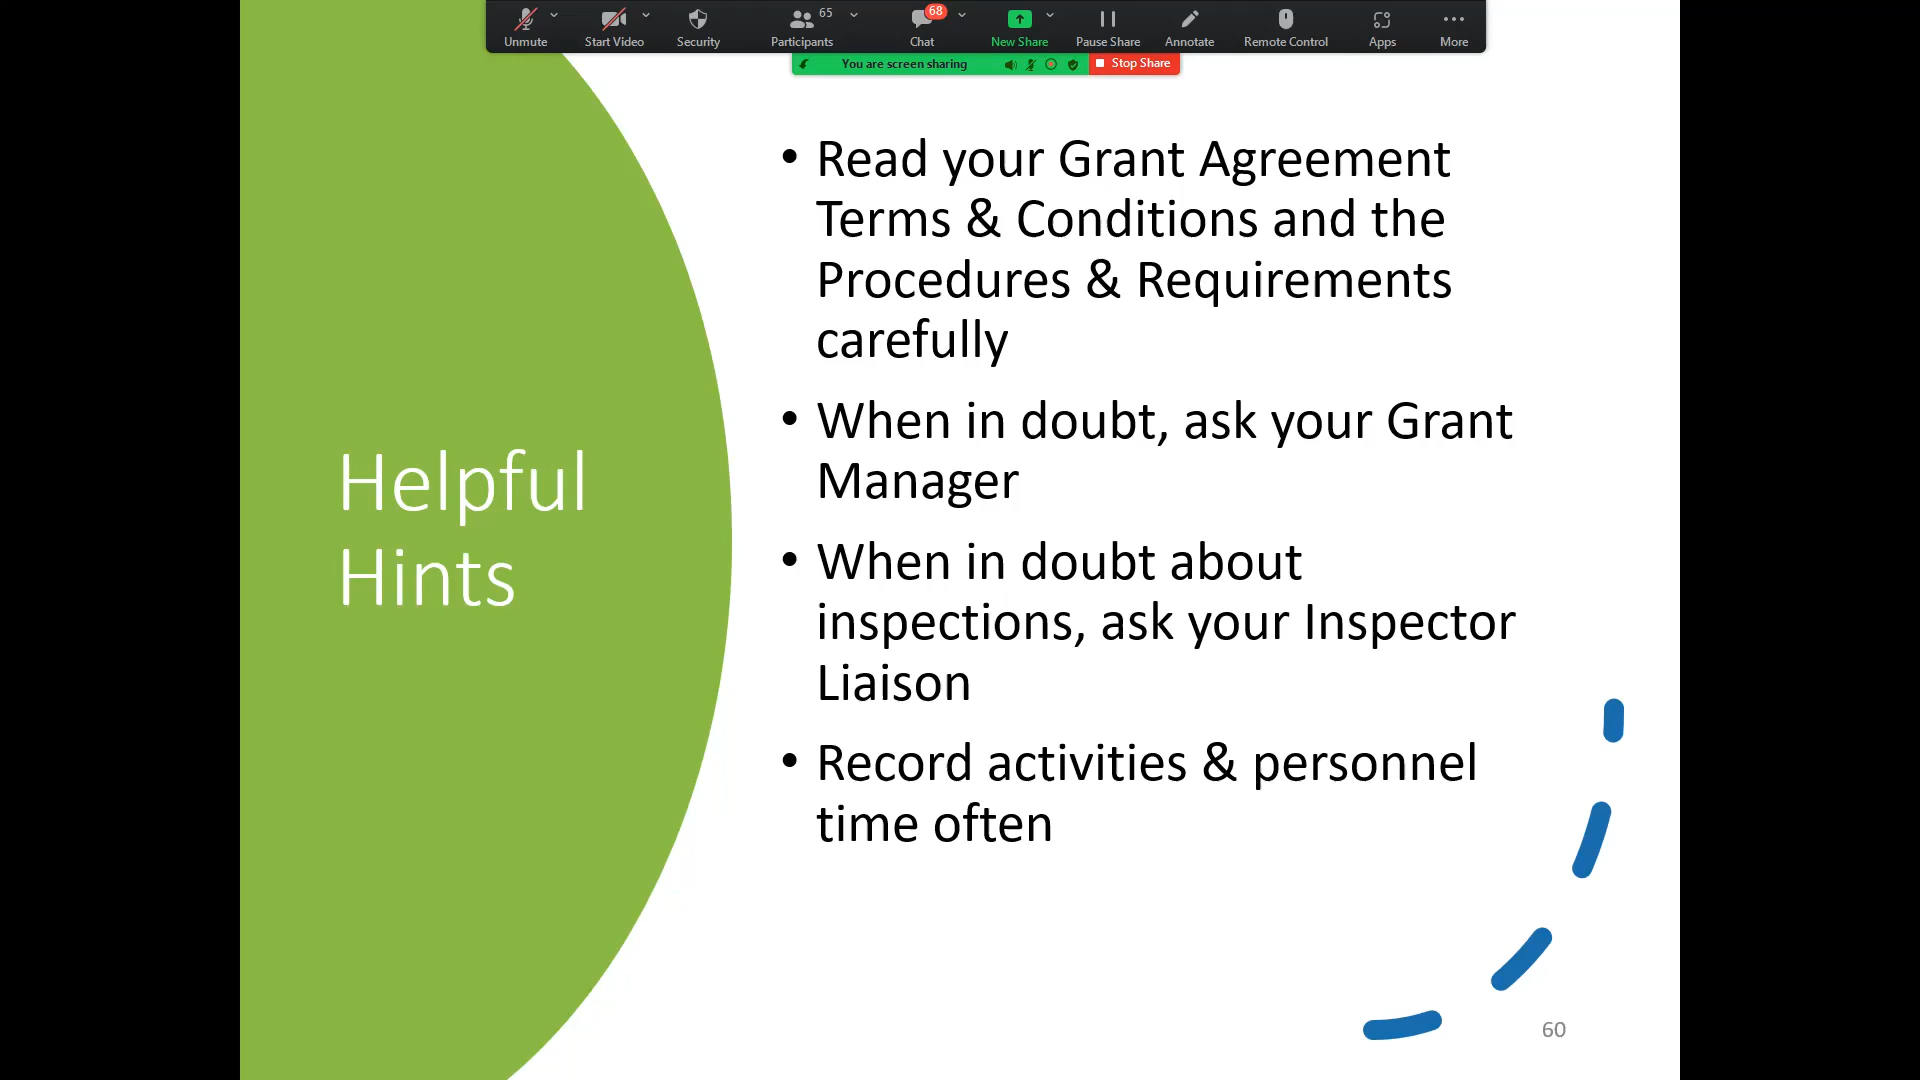 65
68
Unmute
Start Video
Security
Participants
Chat
New Share
Pause Share
Annotate
Remote Control
Apps
More
You are screen sharing
Stop Share
Helpful
Hints
• Read your Grant Agreement
Terms & Conditions and the
Procedures & Requirements
carefully
• When in doubt, ask your Grant
Manager
• When in doubt about
inspections, ask your Inspector
Liaison
• Record activities & personnel
time often
60